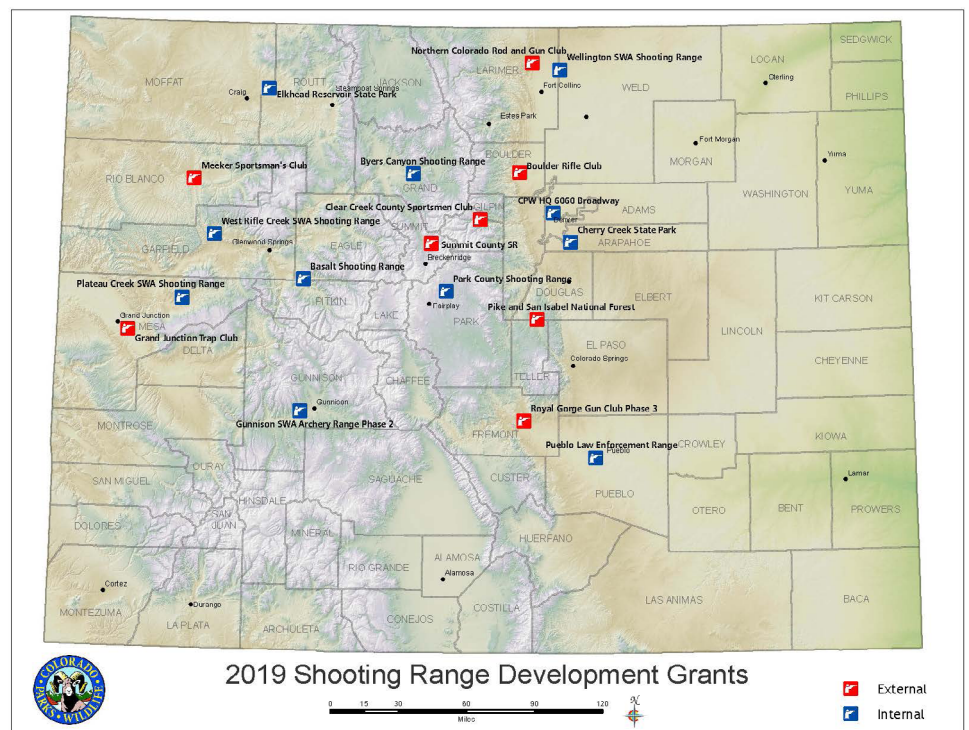 SEDGWICK
Northern Colorado Rod and Gun Club
Wellington SWA Shooting Range
LOGAN
LARIMER
MOFFAT
ROUTT
JACKSON
Sterling
WELD
Craig
Steamboat Springs
Elkhead Reservoir State Park
Fort Collins
PHILLIPS
Estes Park
Fort Morgan
BOULDER
Yuma
Meeker Sportsman's Club
Byers Canyon Shooting Range
Boulder Rifle Club
MORGAN
RIO BLANCO
GRAND
WASHINGTON
YUMA
Clear Creek County Sportsmen Club
GILPIN
CPW HQ 6060 Broadway
ADAMS
West Rifle Creek SWA Shooting Range
SUMMIT
Denver
Cherry Creek State Park
GARFIELD
Glenwood Springs
EAGLE
Summit County SR
ARAPAHOE
Breckenridge
Basalt Shooting Range
Park County Shooting Range
Plateau Creek SWA Shooting Range
PITKIN
DOUGLAS
ELBERT
KIT CARSON
Fairplay
Pike and San Isabel National Forest
LAKE
Grand Junction
PARK
MESA
Grand Junction Trap Club
LINCOLN
EL PASO
DELTA
Colorado Springs
CHEYENNE
GUNNISON
CHAFFEE
TELLER
Gunnison
Royal Gorge Gun Club Phase 3
Gunnison SWA Archery Range Phase 2
MONTROSE
FREMONT
KIOWA
Pueblo Law Enforcement Range
CROWLEY
Pueblo
OURAY
Lamar
SAN MIGUEL
SAGUACHE
CUSTER
PUEBLO
HINSDALE
OTERO
BENT
PROWERS
SAN
JUAN
DOLORES
MINERAL
HUERFANO
ALAMOSA
RIO GRANDE
Alamosa
Cortez
LAS ANIMAS
BACA
MONTEZUMA
Durango
COSTILLA
LA PLATA
ARCHULETA
CONEJOS
COLORADO
PARKS
WILDLIFE
2019 Shooting Range Development Grants
0 15 30 60 90 120
Miles
N
External
Internal